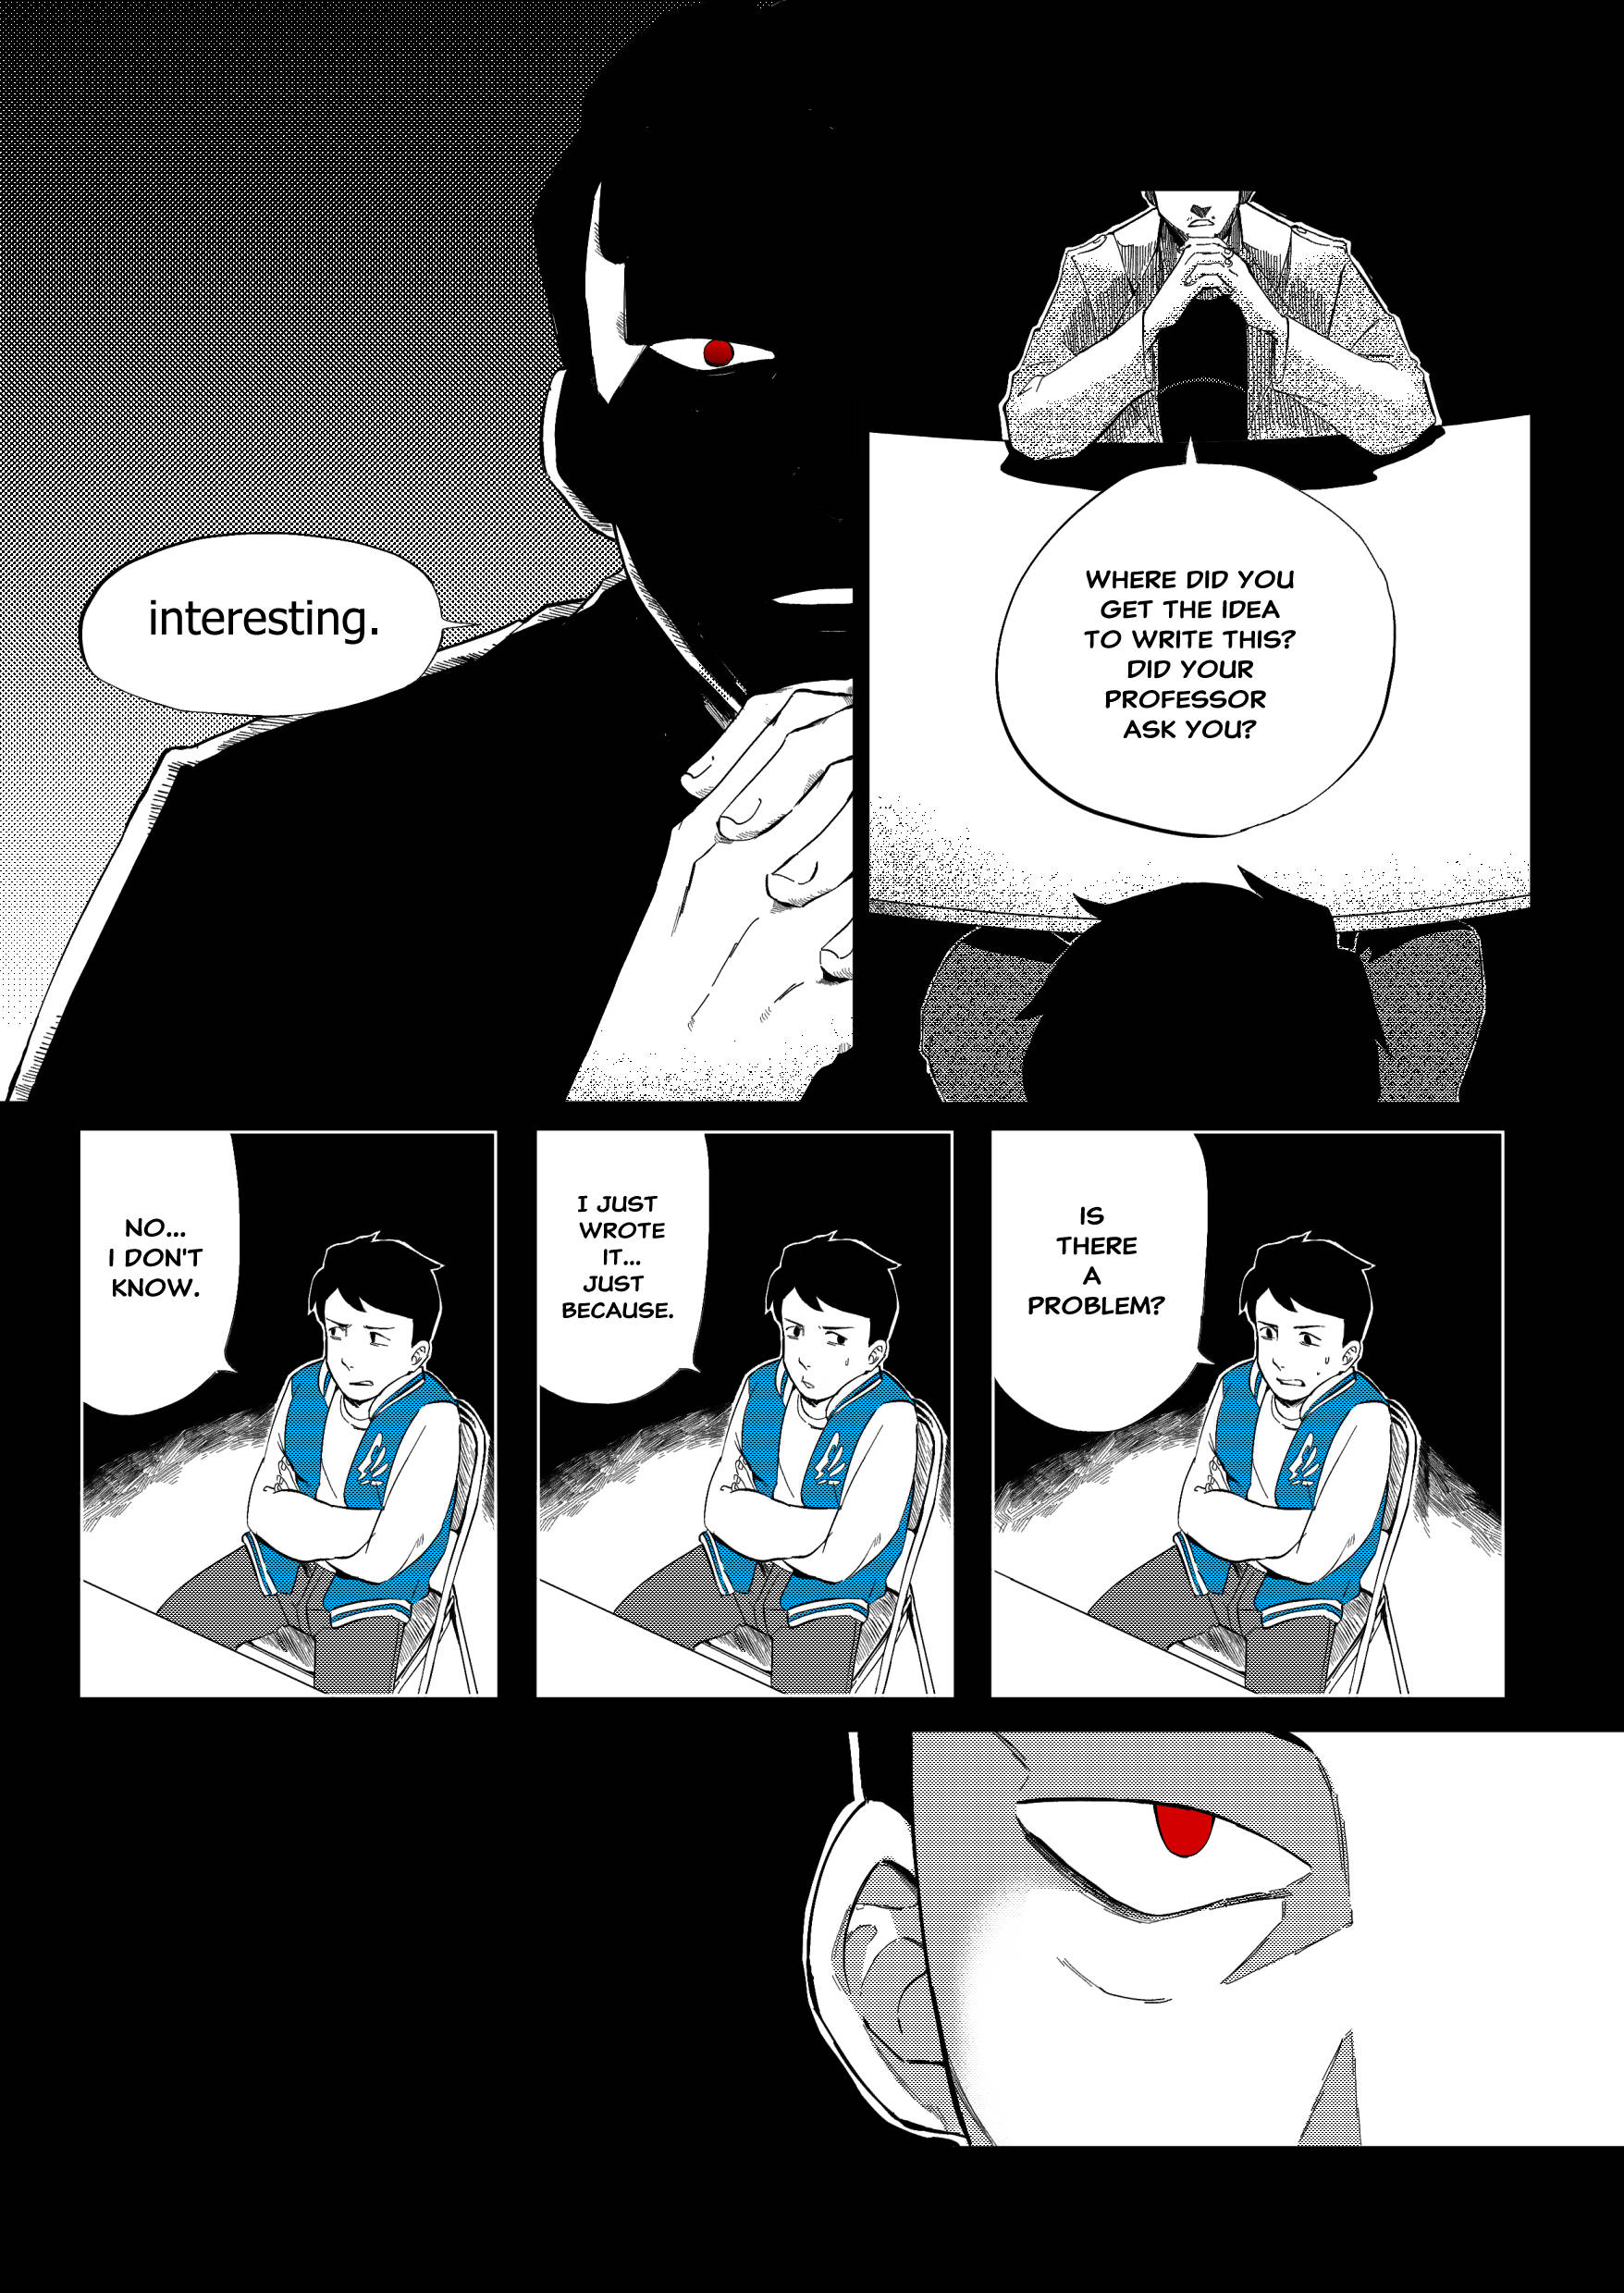 interesting.
WHERE DID YOU
GET THE IDEA
TO WRITE THIS?
DID YOUR
PROFESSOR
ASK YOU?
NO...
I DON'T
KNOW.
I JUST
WROTE
IT...
JUST
BECAUSE.
IS
THERE
A
PROBLEM?